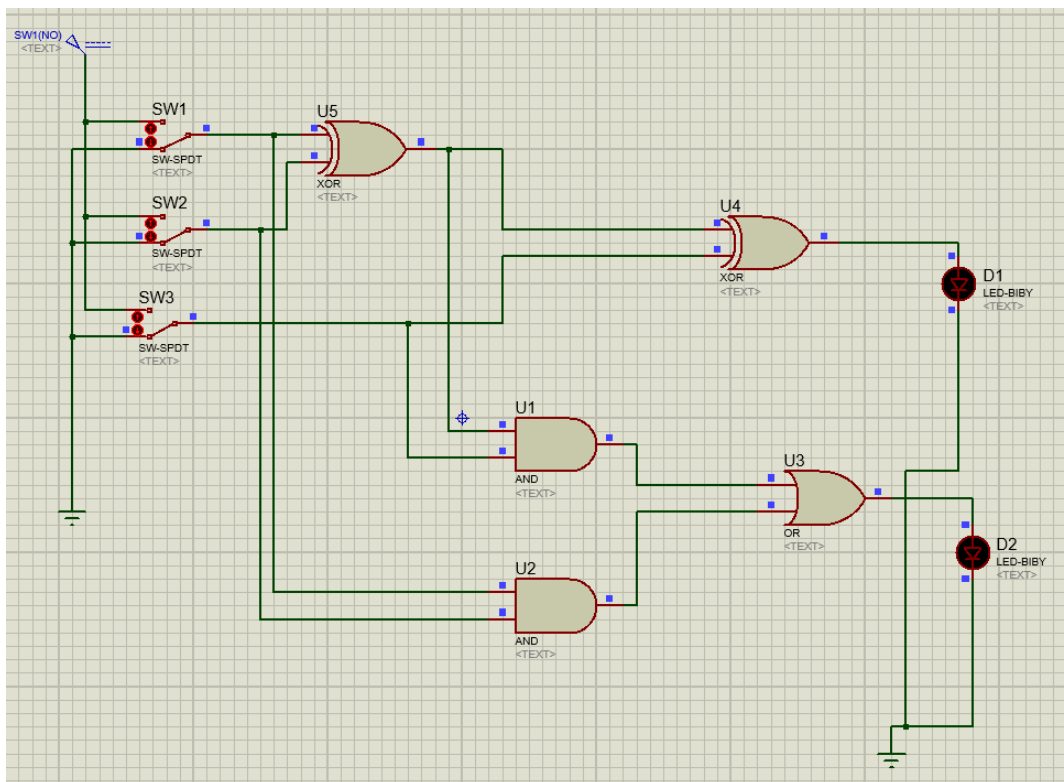 SW1(NO)
<TEXT>
SW1
SW-SPDT
<TEXT>
U5
XOR
<TEXT>
SW2
SW-SPDT
<TEXT>
U4
XOR
<TEXT>
D1
LED-BIBY
<TEXT>
SW3
SW-SPDT
<TEXT>
U1
AND
<TEXT>
U3
OR
<TEXT>
D2
LED-BIBY
<TEXT>
U2
AND
<TEXT>